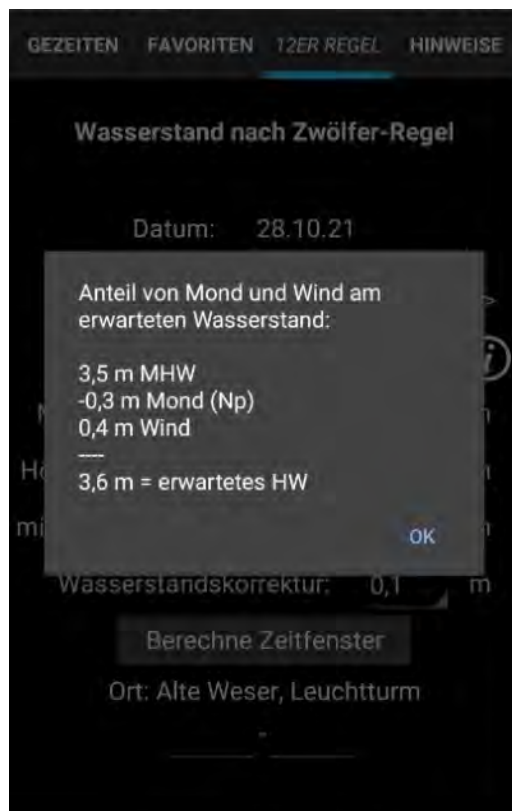 GEZEITEN FAVORITEN 12ER REGEL HINWEISE
Wasserstand nach Zwölfer-Regel
Datum: 28.10.21
Anteil von Mond und Wind am
erwarteten Wasserstand:
3,5 m MHW
-0,3 m Mond (Np)
0,4 m Wind
----
3,6 m = erwartetes HW
OK
Wasserstandskorrektur: 0,1 m
Berechne Zeitfenster
Ort: Alte Weser, Leuchtturm
-